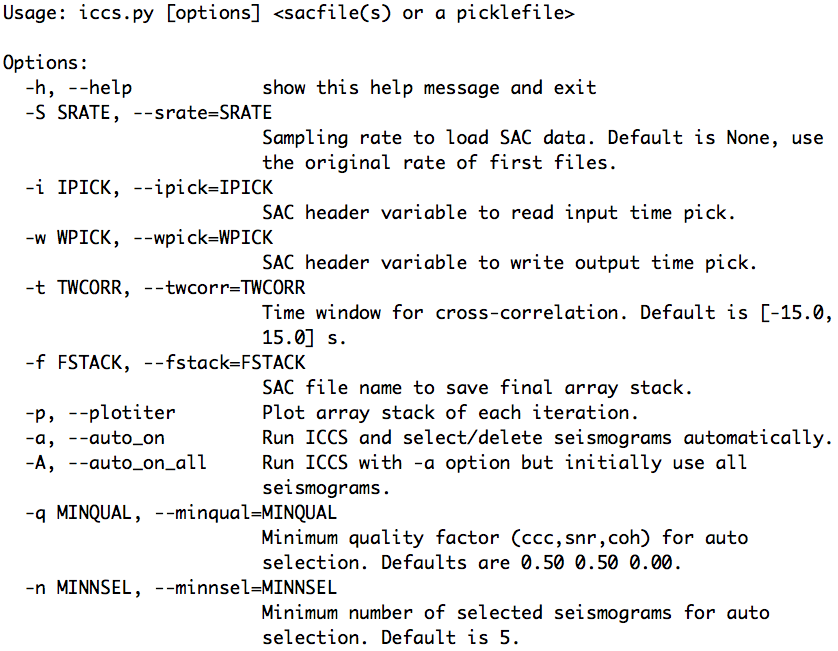 Usage: iccs.py [options] <sacfile(s) or a picklefile>
Options:
-h, --help show this help message and exit
-S SRATE, --srate=SRATE
Sampling rate to load SAC data. Default is None, use
the original rate of first files.
-i IPICK, --ipick=IPICK
SAC header variable to read input time pick.
-w WPICK, --wpick=WPICK
SAC header variable to write output time pick.
-t TWCORR, --twcorr=TWCORR
Time window for cross-correlation. Default is [-15.0,
15.0] s.
-f FSTACK, --fstack=FSTACK
SAC file name to save final array stack.
-p, --plotiter Plot array stack of each iteration.
-a, --auto_on Run ICCS and select/delete seismograms automatically.
-A, --auto_on_all Run ICCS with -a option but initially use all
seismograms.
-q MINQUAL, --minqual=MINQUAL
Minimum quality factor (ccc,snr,coh) for auto
selection. Defaults are 0.50 0.50 0.00.
-n MINNSEL, --minnsel=MINNSEL
Minimum number of selected seismograms for auto
selection. Default is 5.